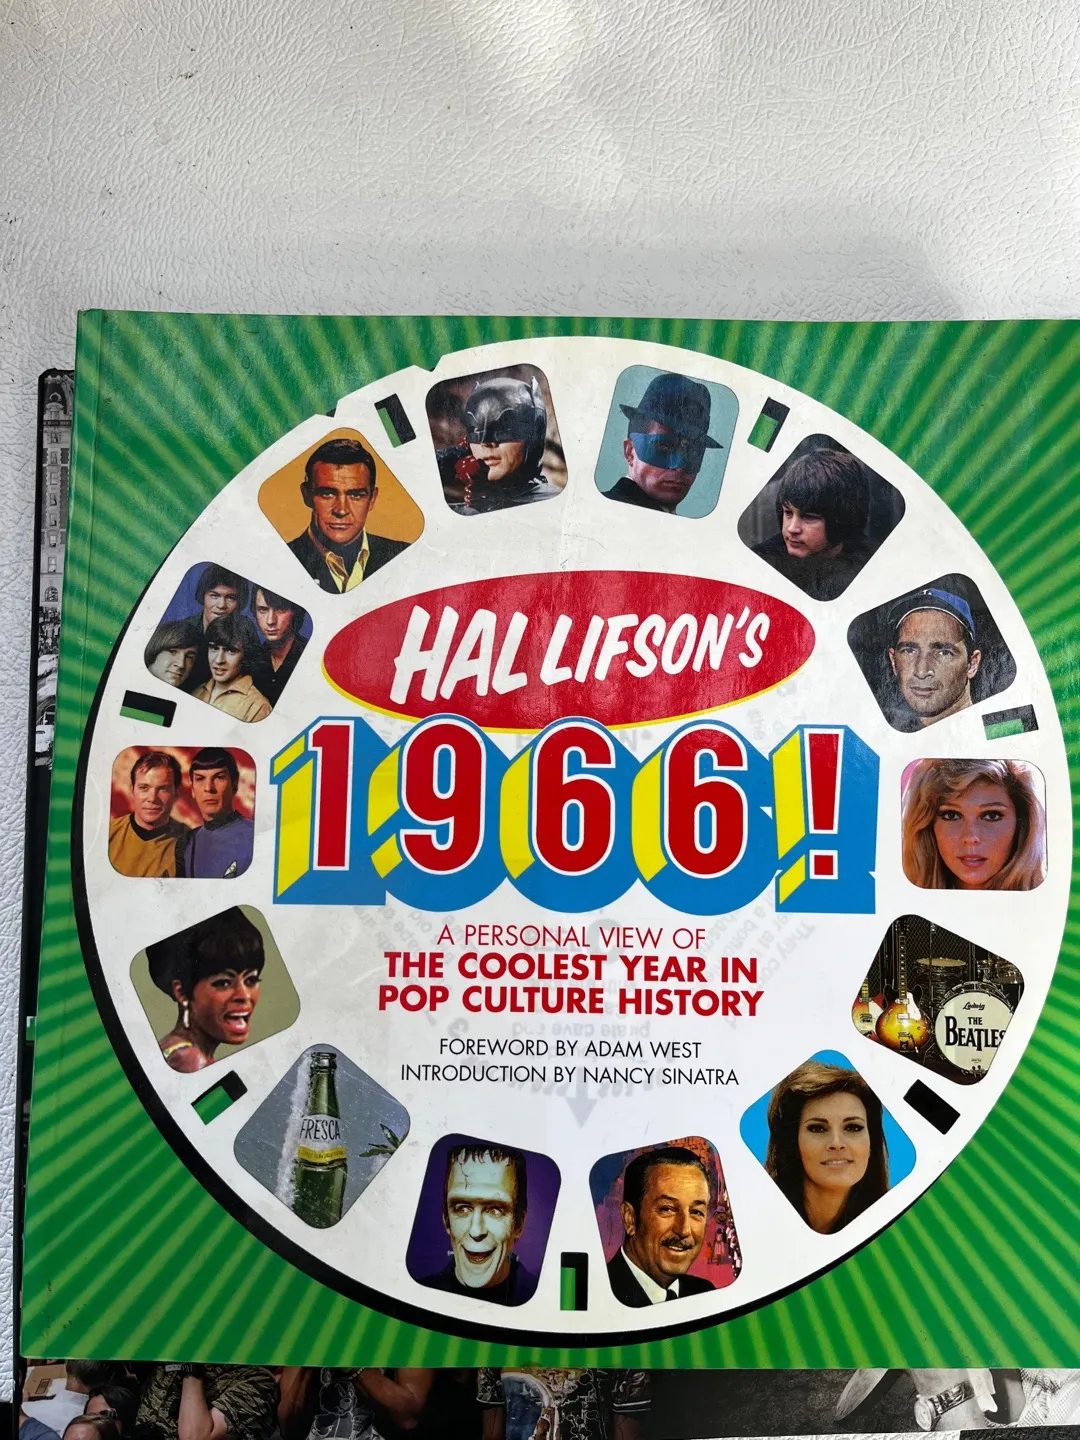 HAL LIFSON'S
1966!
A PERSONAL VIEW OF
THE COOLEST YEAR IN
POP CULTURE HISTORY
FOREWORD BY ADAM WEST
INTRODUCTION BY NANCY SINATRA
Ludwig
THE
BEATLES
FRESCA